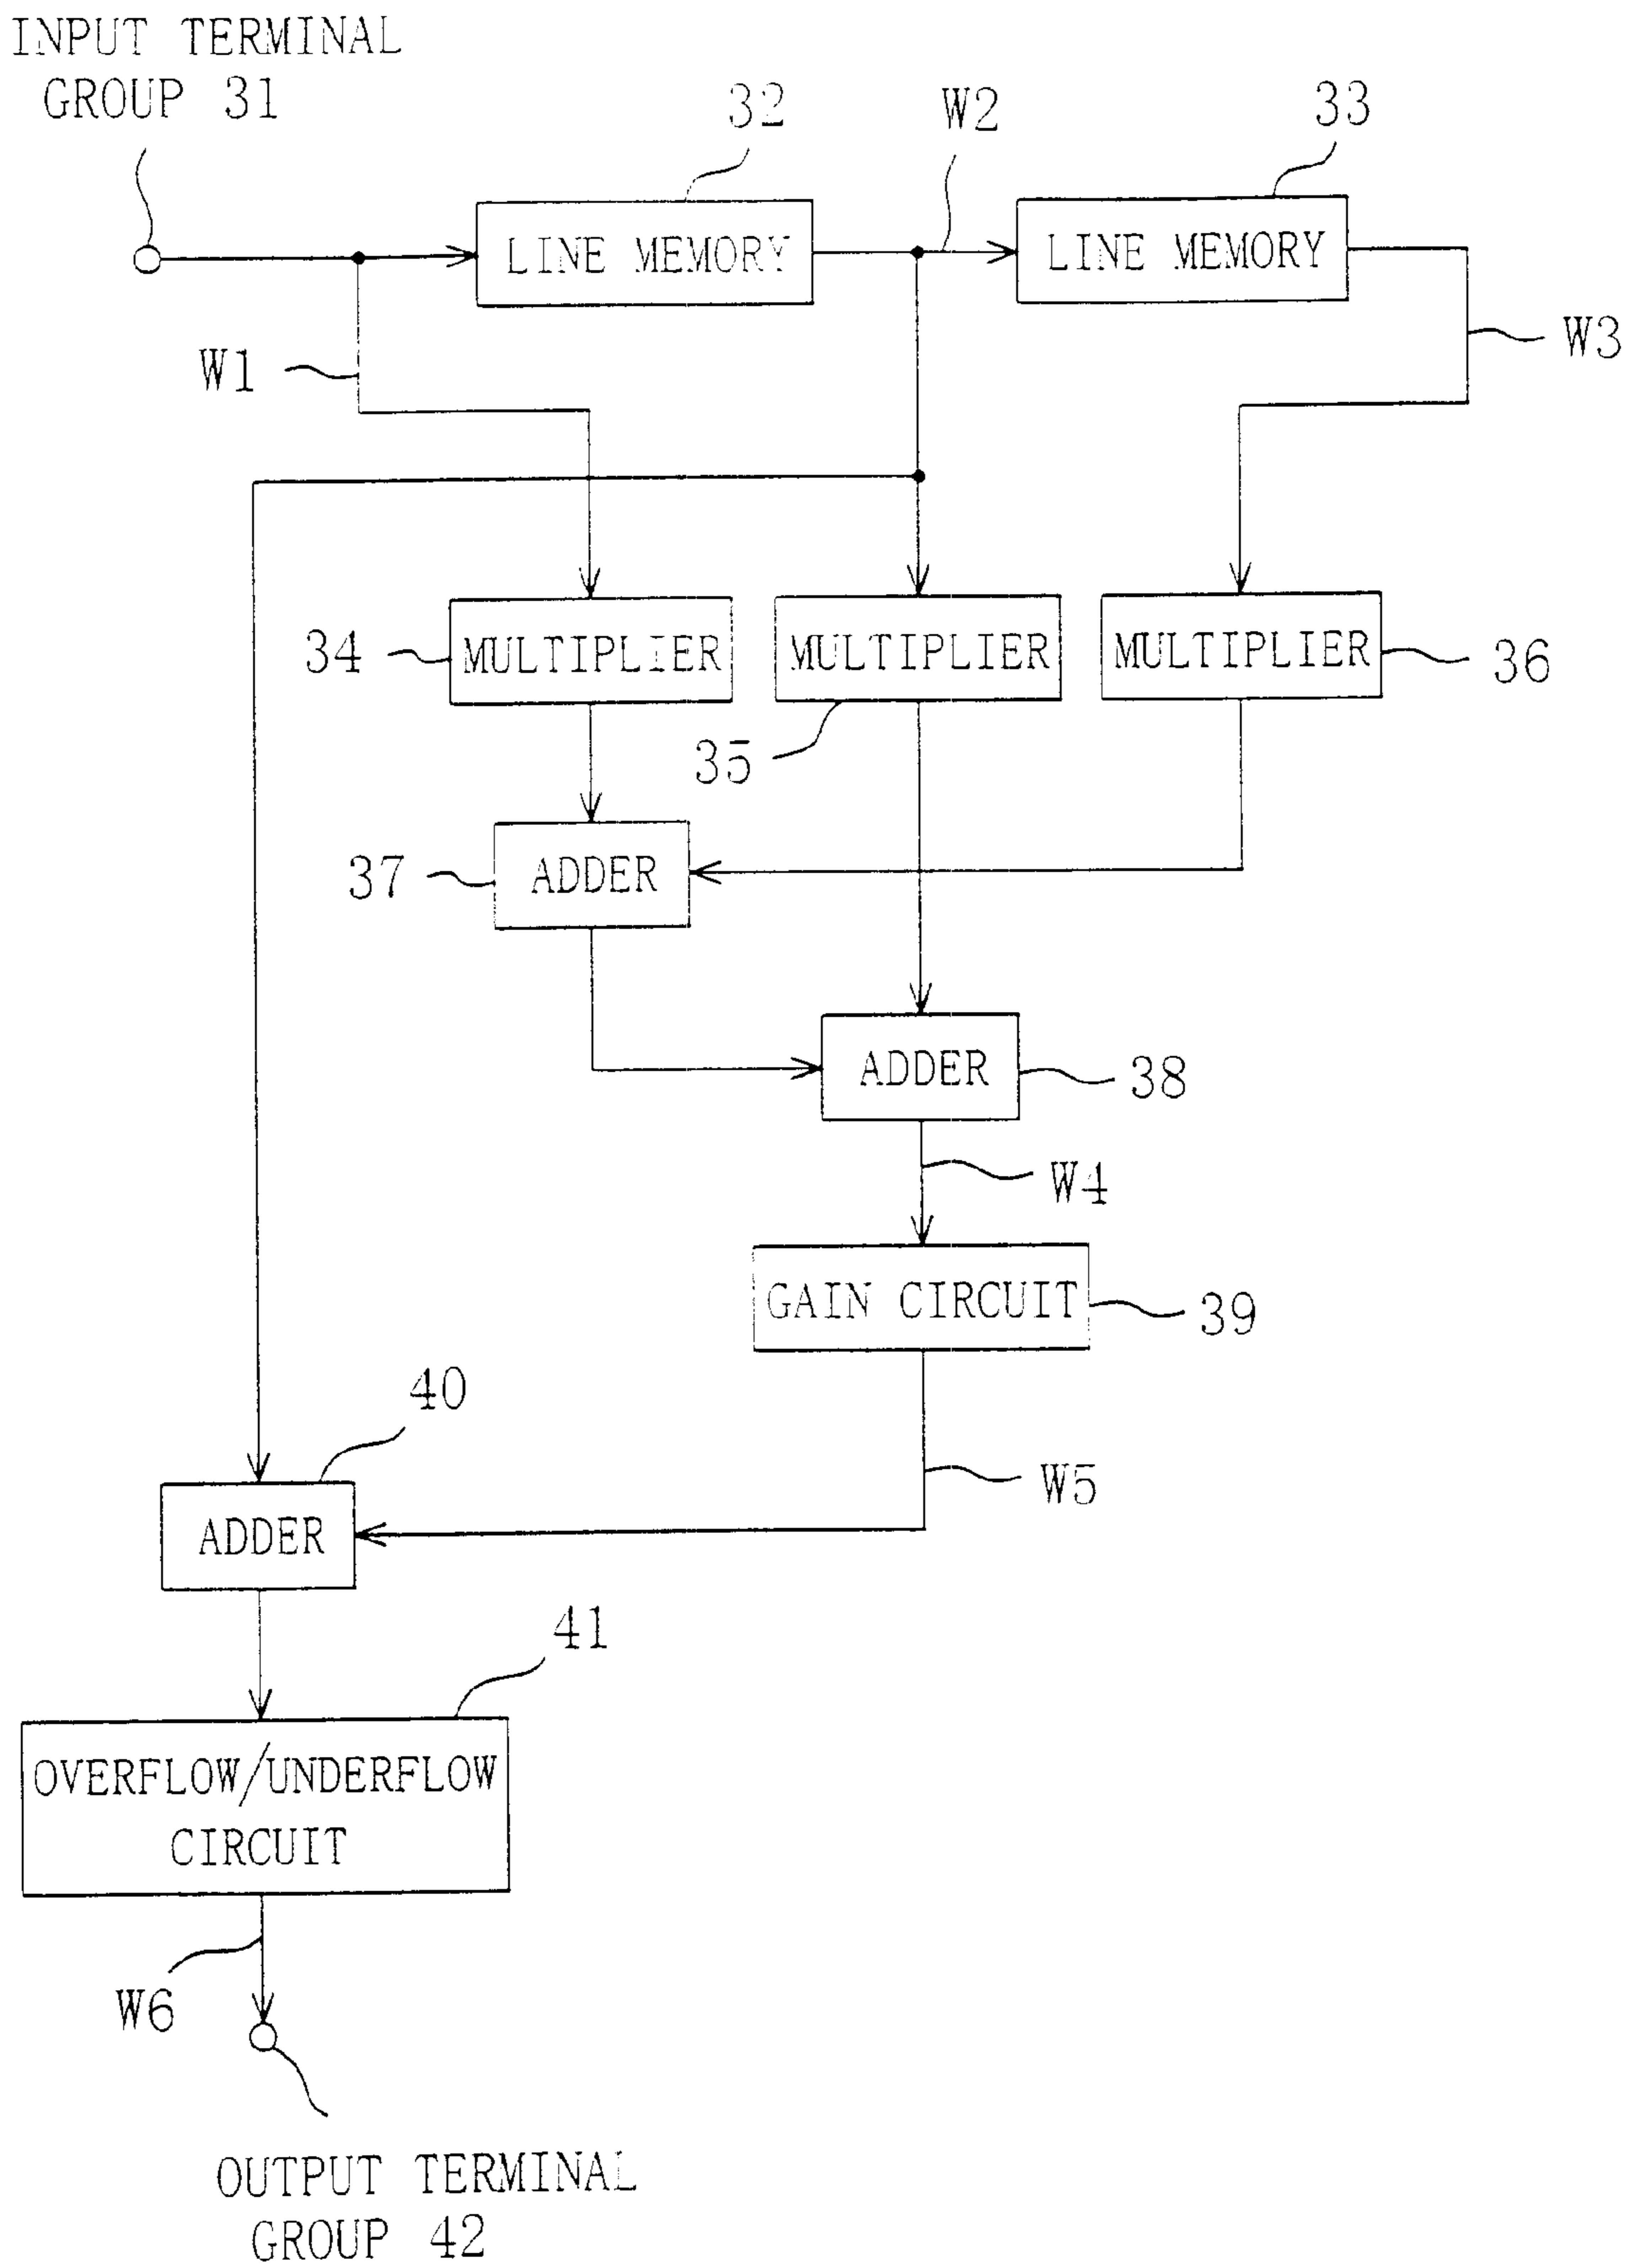 INPUT TERMINAL
GROUP 31
32
W2
33
LINE MEMORY
LINE MEMORY
W1
W3
34
MULTIPLIER
MULTIPLIER
MULTIPLIER
36
35
37
ADDER
ADDER
38
W4
GAIN CIRCUIT
39
40
W5
ADDER
41
OVERFLOW/UNDERFLOW
CIRCUIT
W6
OUTPUT TERMINAL
GROUP 42